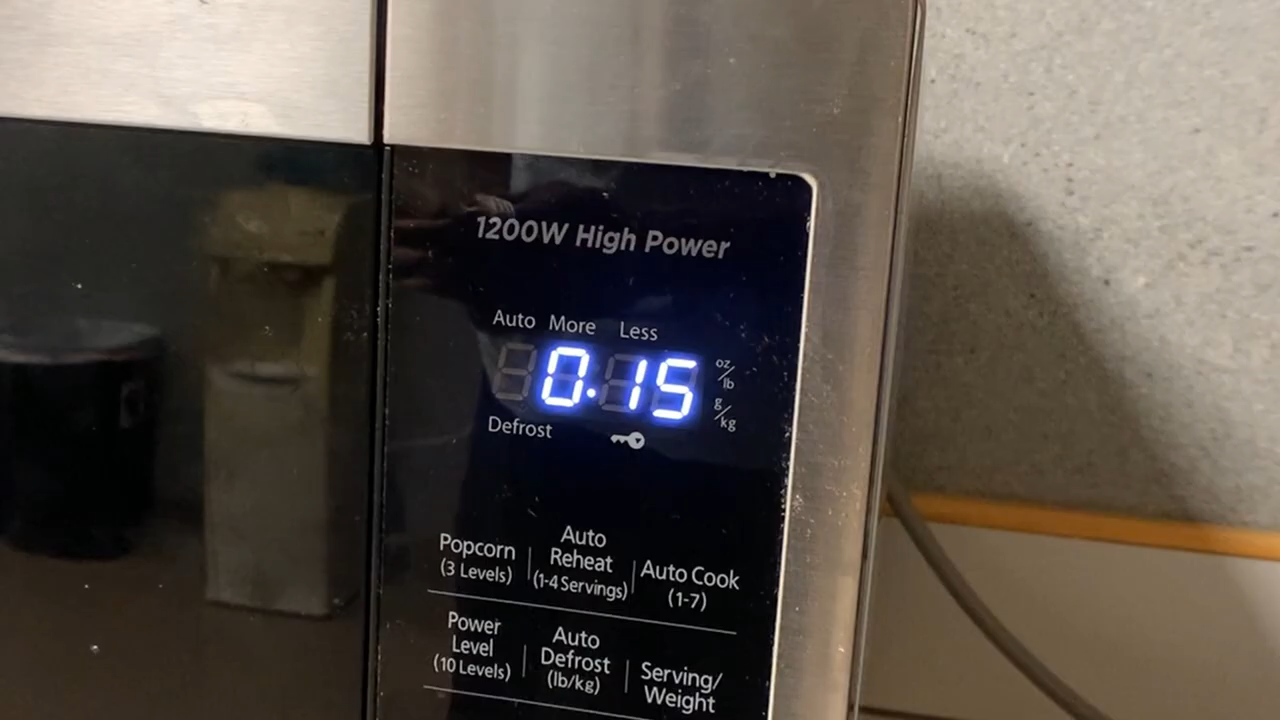 1200W High Power
Auto More Less
0.15
oz/lb
g/kg
Defrost
Popcorn
(3 Levels)
Auto
Reheat
(1-4 Servings)
Auto Cook
(1-7)
Power
Level
(10 Levels)
Auto
Defrost
(lb/kg)
Serving/
Weight